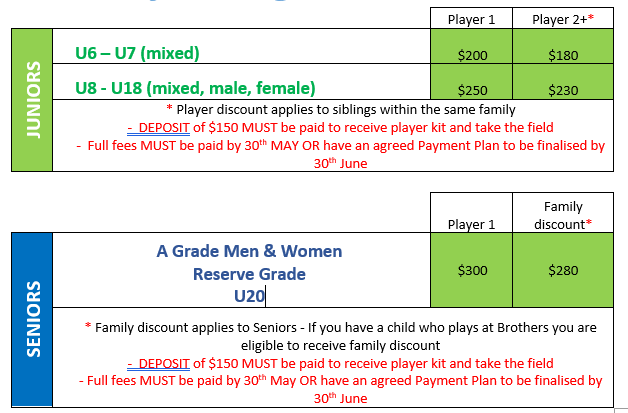 Player 1 Player 2+*
JUNIORS
U6 – U7 (mixed) $200 $180
U8 - U18 (mixed, male, female) $250 $230
* Player discount applies to siblings within the same family
- DEPOSIT of $150 MUST be paid to receive player kit and take the field
- Full fees MUST be paid by 30th MAY OR have an agreed Payment Plan to be finalised by
30th June
Family
Player 1 discount*
SENIORS
A Grade Men & Women
Reserve Grade $300 $280
U20
* Family discount applies to Seniors - If you have a child who plays at Brothers you are
eligible to receive family discount
- DEPOSIT of $150 MUST be paid to receive player kit and take the field
- Full fees MUST be paid by 30th May OR have an agreed Payment Plan to be finalised by
30th June